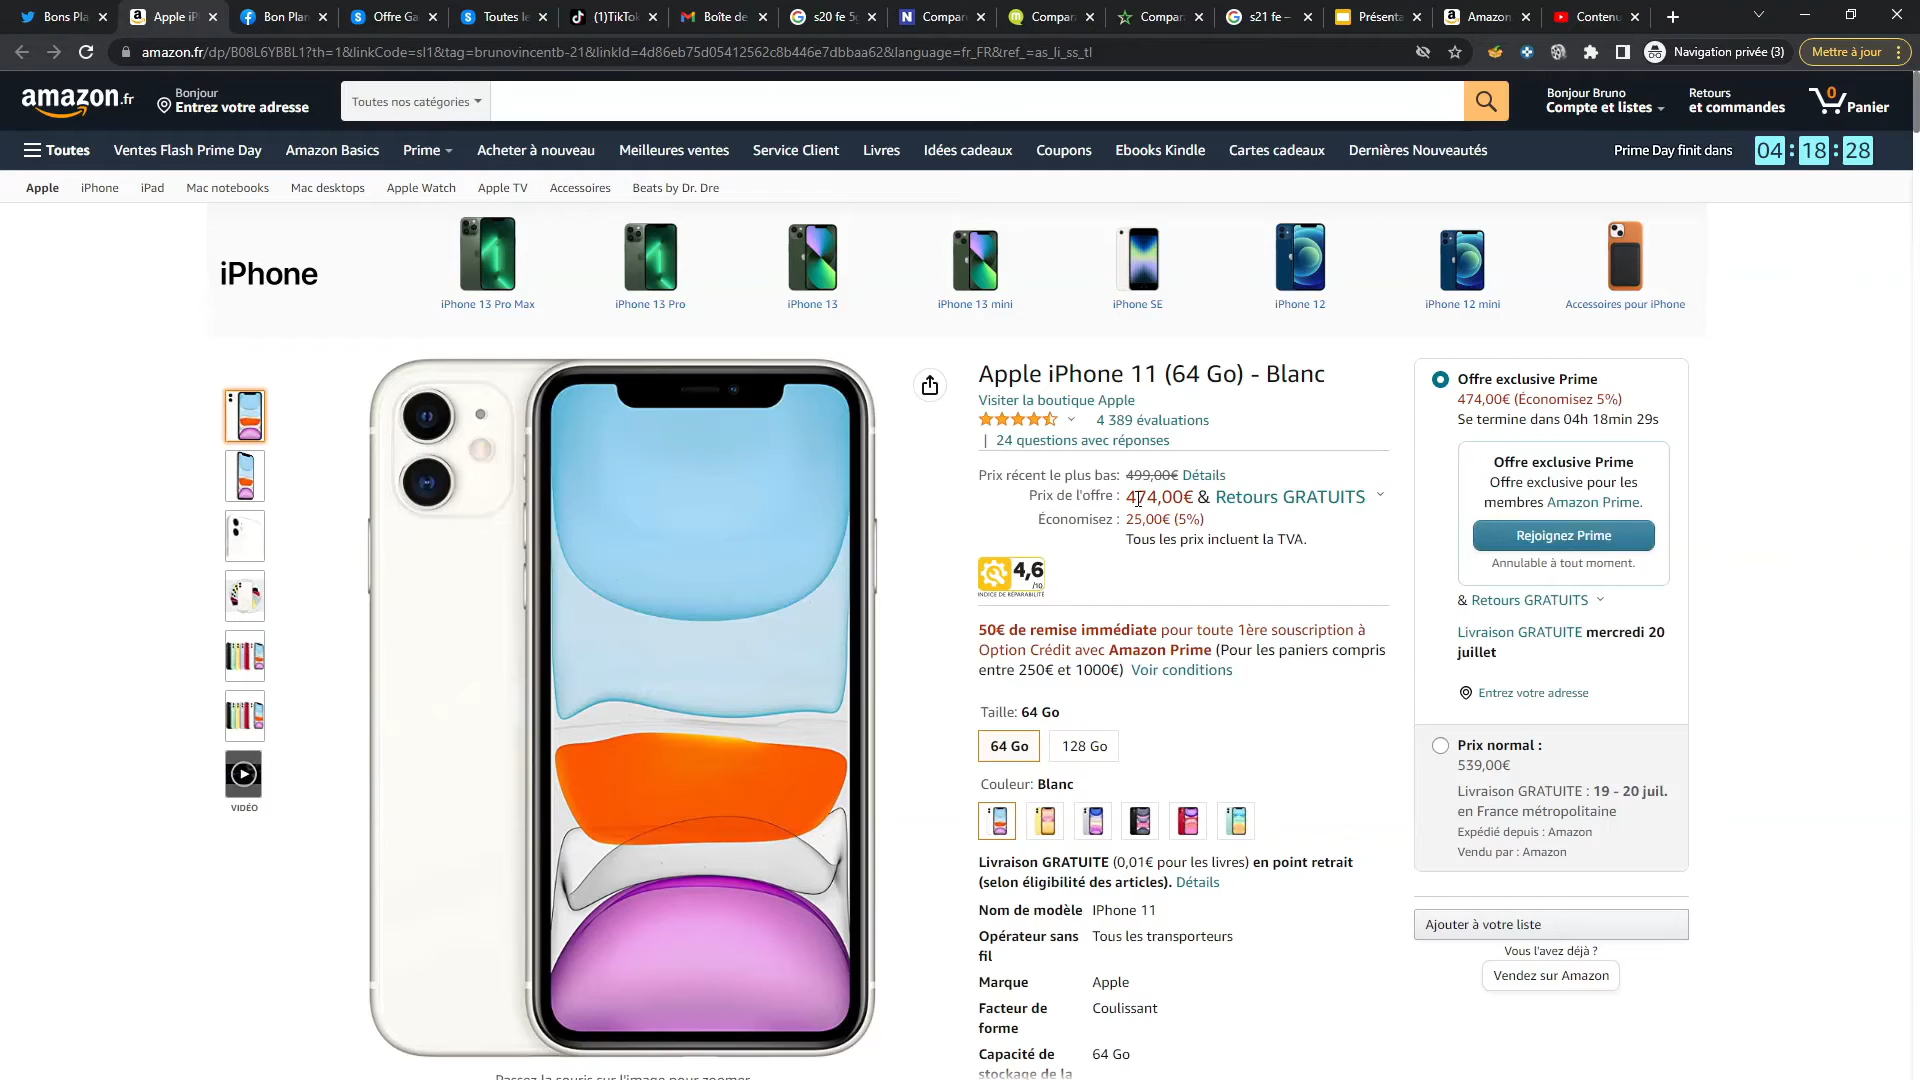 Bons Pla
Apple iP
Bon Plan
Offre Ga
Toutes le
(1)TikTok
Boîte de
s20 fe 5g
Compar
Compara
Compara
s21 fe –
Présenta
Amazon
Contenu
amazon.fr/dp/B08L6YBBL1?th=1&linkCode=sl1&tag=brunovincentb-21&linkId=4d86eb75d05412562c8b446e7dbbaa62&language=fr_FR&ref_=as_li_ss_tl
Navigation privée (3)
Mettre à jour
amazon.fr
Bonjour
Entrez votre adresse
Toutes nos catégories
Bonjour Bruno
Compte et listes
Retours
et commandes
0
Panier
Toutes
Ventes Flash Prime Day
Amazon Basics
Prime
Acheter à nouveau
Meilleures ventes
Service Client
Livres
Idées cadeaux
Coupons
Ebooks Kindle
Cartes cadeaux
Dernières Nouveautés
Prime Day finit dans 04 : 18 : 28
Apple
iPhone
iPad
Mac notebooks
Mac desktops
Apple Watch
Apple TV
Accessoires
Beats by Dr. Dre
iPhone
iPhone 13 Pro Max
iPhone 13 Pro
iPhone 13
iPhone 13 mini
iPhone SE
iPhone 12
iPhone 12 mini
Accessoires pour iPhone
VIDÉO
Passez la souris sur l'image pour zoomer
Apple iPhone 11 (64 Go) - Blanc
Visiter la boutique Apple
4 389 évaluations
| 24 questions avec réponses
Prix récent le plus bas: 499,00€ Détails
Prix de l'offre : 474,00€ & Retours GRATUITS
Économisez : 25,00€ (5%)
Tous les prix incluent la TVA.
4,6 /10
INDICE DE RÉPARABILITÉ
50€ de remise immédiate pour toute 1ère souscription à
Option Crédit avec Amazon Prime (Pour les paniers compris
entre 250€ et 1000€) Voir conditions
Taille: 64 Go
64 Go
128 Go
Couleur: Blanc
Livraison GRATUITE (0,01€ pour les livres) en point retrait
(selon éligibilité des articles). Détails
Nom de modèle IPhone 11
Opérateur sans Tous les transporteurs
fil
Marque Apple
Facteur de Coulissant
forme
Capacité de 64 Go
stockage de la
Offre exclusive Prime
474,00€ (Économisez 5%)
Se termine dans 04h 18min 29s
Offre exclusive Prime
Offre exclusive pour les
membres Amazon Prime.
Rejoignez Prime
Annulable à tout moment.
& Retours GRATUITS
Livraison GRATUITE mercredi 20
juillet
Entrez votre adresse
Prix normal :
539,00€
Livraison GRATUITE : 19 - 20 juil.
en France métropolitaine
Expédié depuis : Amazon
Vendu par : Amazon
Ajouter à votre liste
Vous l'avez déjà ?
Vendez sur Amazon